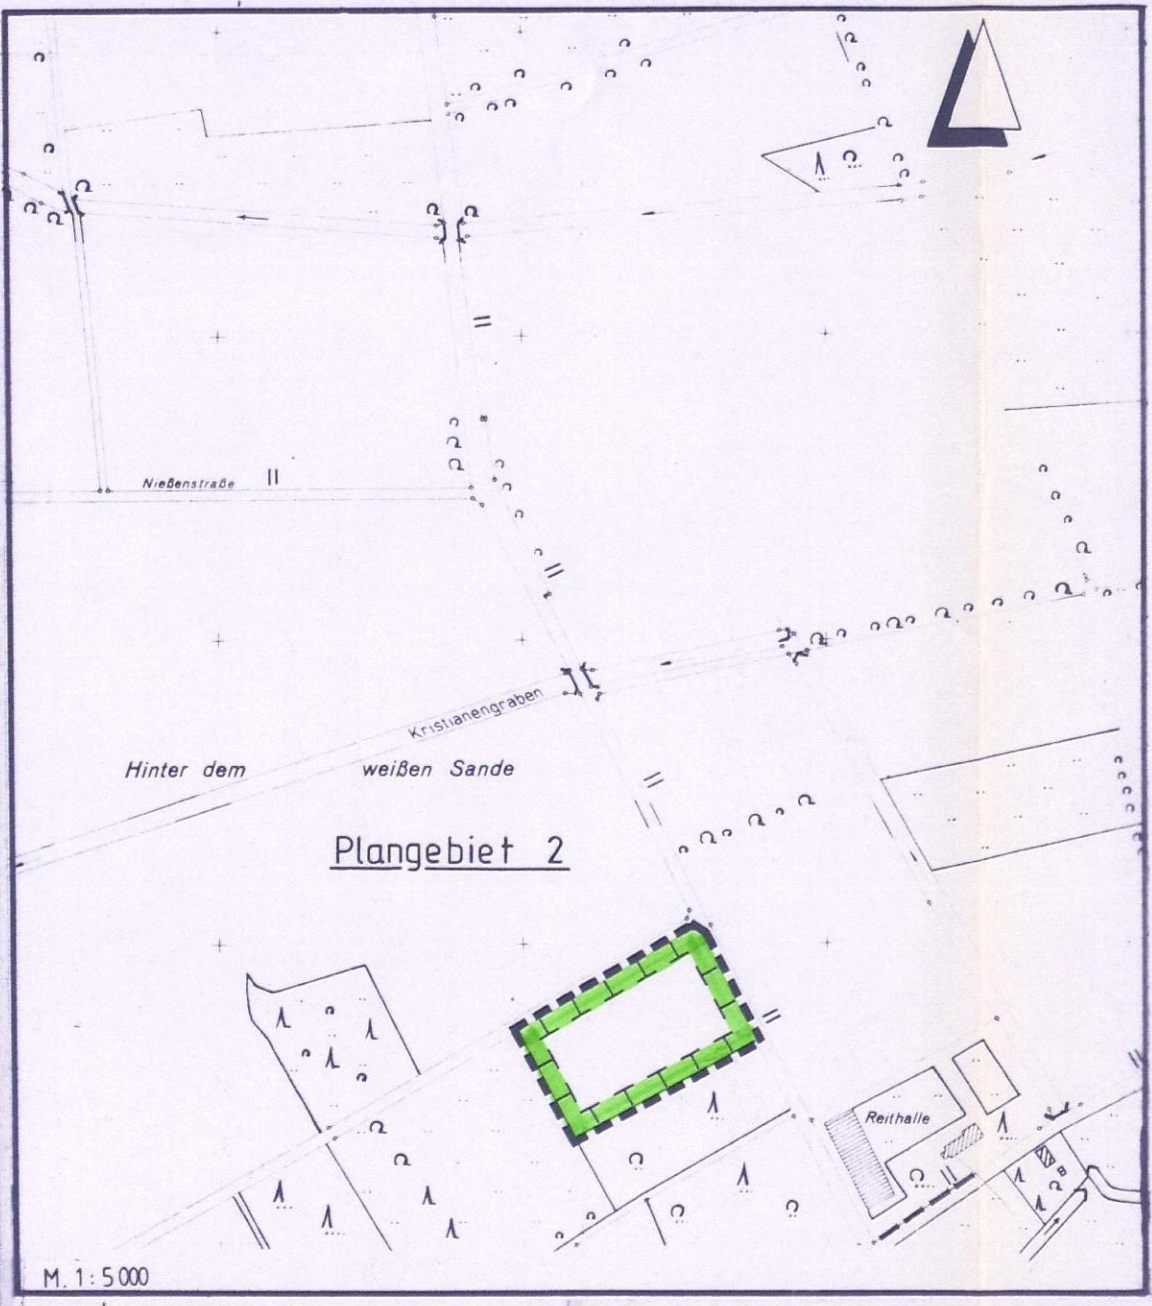 Nießenstraße
Kristianengraben
Hinter dem weißen Sande
Plangebiet 2
Reithalle
M. 1:5000